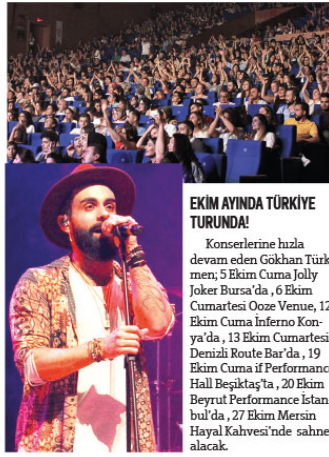 EKİM AYINDA TÜRKİYE
TURUNDA!
Konserlerine hızla
devam eden Gökhan Türk-
men; 5 Ekim Cuma Jolly
Joker Bursa'da , 6 Ekim
Cumartesi Ooze Venue, 12
Ekim Cuma İnferno Kon-
ya'da , 13 Ekim Cumartesi
Denizli Route Bar'da , 19
Ekim Cuma if Performance
Hall Beşiktaş'ta , 20 Ekim
Beyrut Performance İstan-
bul'da , 27 Ekim Mersin
Hayal Kahvesi'nde sahne
alacak.